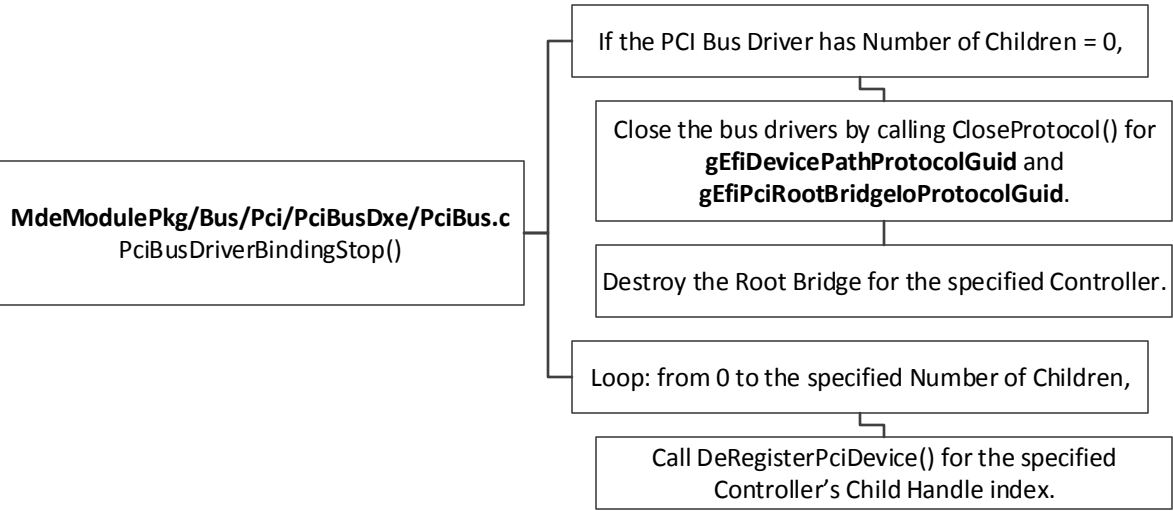 If the PCI Bus Driver has Number of Children = 0,
Close the bus drivers by calling CloseProtocol() for
gEfiDevicePathProtocolGuid and
gEfiPciRootBridgeIoProtocolGuid.
MdeModulePkg/Bus/Pci/PciBusDxe/PciBus.c
PciBusDriverBindingStop()
Destroy the Root Bridge for the specified Controller.
Loop: from 0 to the specified Number of Children,
Call DeRegisterPciDevice() for the specified
Controller’s Child Handle index.